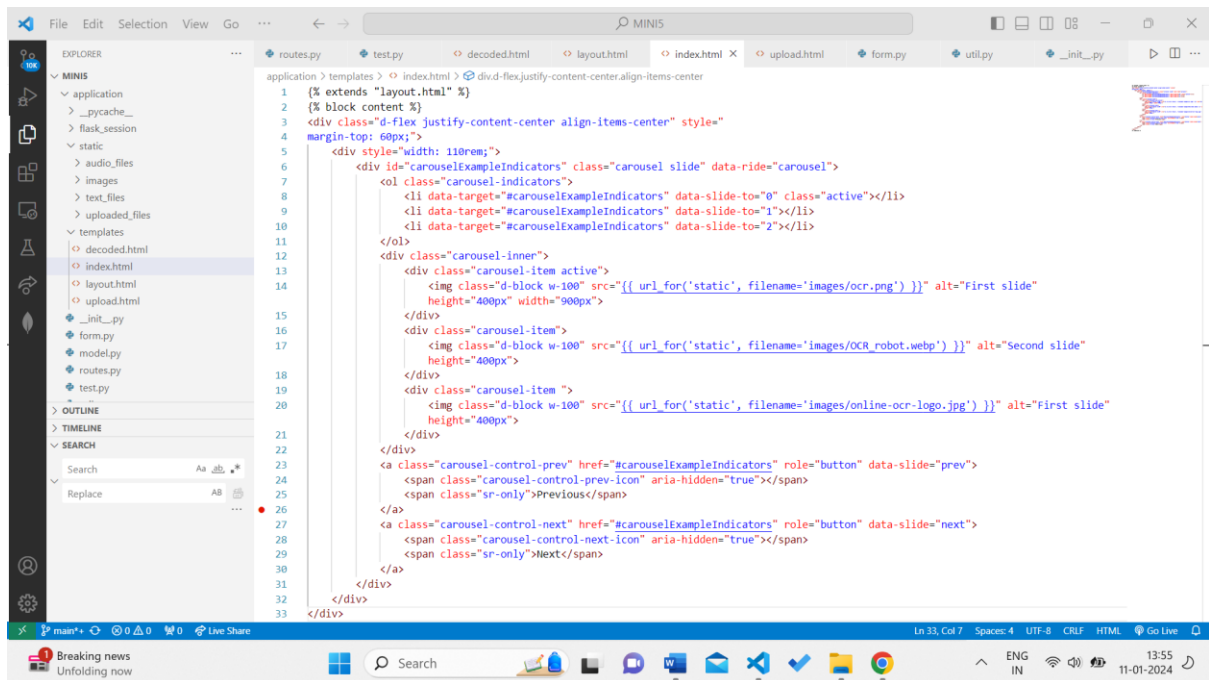 File Edit Selection View Go ··· MINI5
10K
EXPLORER ···
MINI5
application
__pycache__
flask_session
static
audio_files
images
text_files
uploaded_files
templates
decoded.html
index.html
layout.html
upload.html
__init__.py
form.py
model.py
routes.py
test.py
OUTLINE
TIMELINE
SEARCH
Search Aa ab .*
Replace AB
···
routes.py test.py decoded.html layout.html index.html upload.html form.py util.py __init__.py ···
application > templates > index.html > div.d-flex.justify-content-center.align-items-center
1 {% extends "layout.html" %}
2 {% block content %}
3 <div class="d-flex justify-content-center align-items-center" style="
4 margin-top: 60px;">
5 <div style="width: 110rem;">
6 <div id="carouselExampleIndicators" class="carousel slide" data-ride="carousel">
7 <ol class="carousel-indicators">
8 <li data-target="#carouselExampleIndicators" data-slide-to="0" class="active"></li>
9 <li data-target="#carouselExampleIndicators" data-slide-to="1"></li>
10 <li data-target="#carouselExampleIndicators" data-slide-to="2"></li>
11 </ol>
12 <div class="carousel-inner">
13 <div class="carousel-item active">
14 <img class="d-block w-100" src="{{ url_for('static', filename='images/ocr.png') }}" alt="First slide"
height="400px" width="900px">
15 </div>
16 <div class="carousel-item">
17 <img class="d-block w-100" src="{{ url_for('static', filename='images/OCR_robot.webp') }}" alt="Second slide"
height="400px">
18 </div>
19 <div class="carousel-item ">
20 <img class="d-block w-100" src="{{ url_for('static', filename='images/online-ocr-logo.jpg') }}" alt="First slide"
height="400px">
21 </div>
22 </div>
23 <a class="carousel-control-prev" href="#carouselExampleIndicators" role="button" data-slide="prev">
24 <span class="carousel-control-prev-icon" aria-hidden="true"></span>
25 <span class="sr-only">Previous</span>
26 </a>
27 <a class="carousel-control-next" href="#carouselExampleIndicators" role="button" data-slide="next">
28 <span class="carousel-control-next-icon" aria-hidden="true"></span>
29 <span class="sr-only">Next</span>
30 </a>
31 </div>
32 </div>
33 </div>
main*+ 0 0 0 Live Share Ln 33, Col 7 Spaces: 4 UTF-8 CRLF HTML Go Live
1 Breaking news
Unfolding now
Search
ENG
IN
13:55
11-01-2024